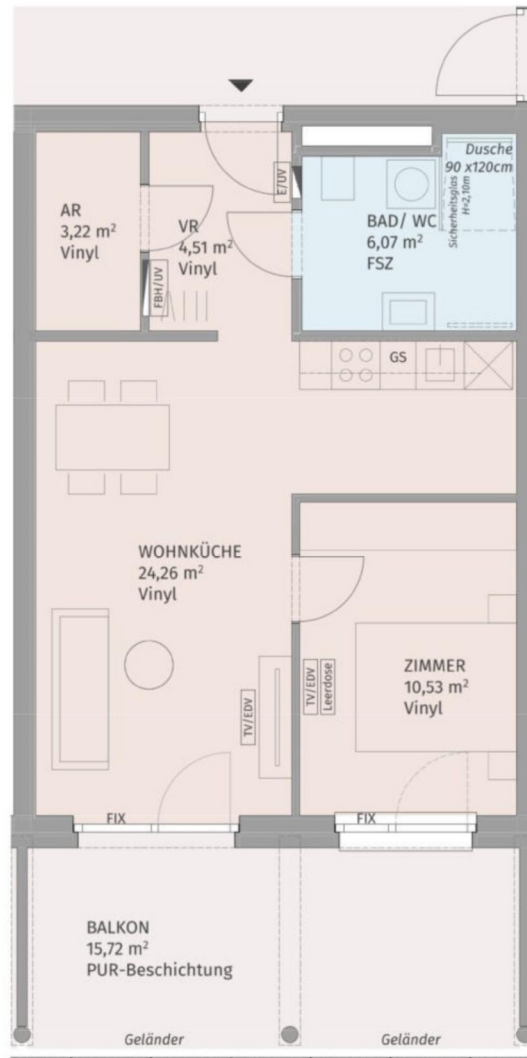 Dusche
90 x120cm
Sicherheitsglas
H=2,10m
E/UV
AR
3,22 m²
Vinyl
VR
4,51 m²
Vinyl
BAD/ WC
6,07 m²
FSZ
FBH/UV
GS
WOHNKÜCHE
24,26 m²
Vinyl
ZIMMER
10,53 m²
Vinyl
TV/EDV
TV/EDV
Leerdose
FIX
FIX
BALKON
15,72 m²
PUR-Beschichtung
Geländer
Geländer